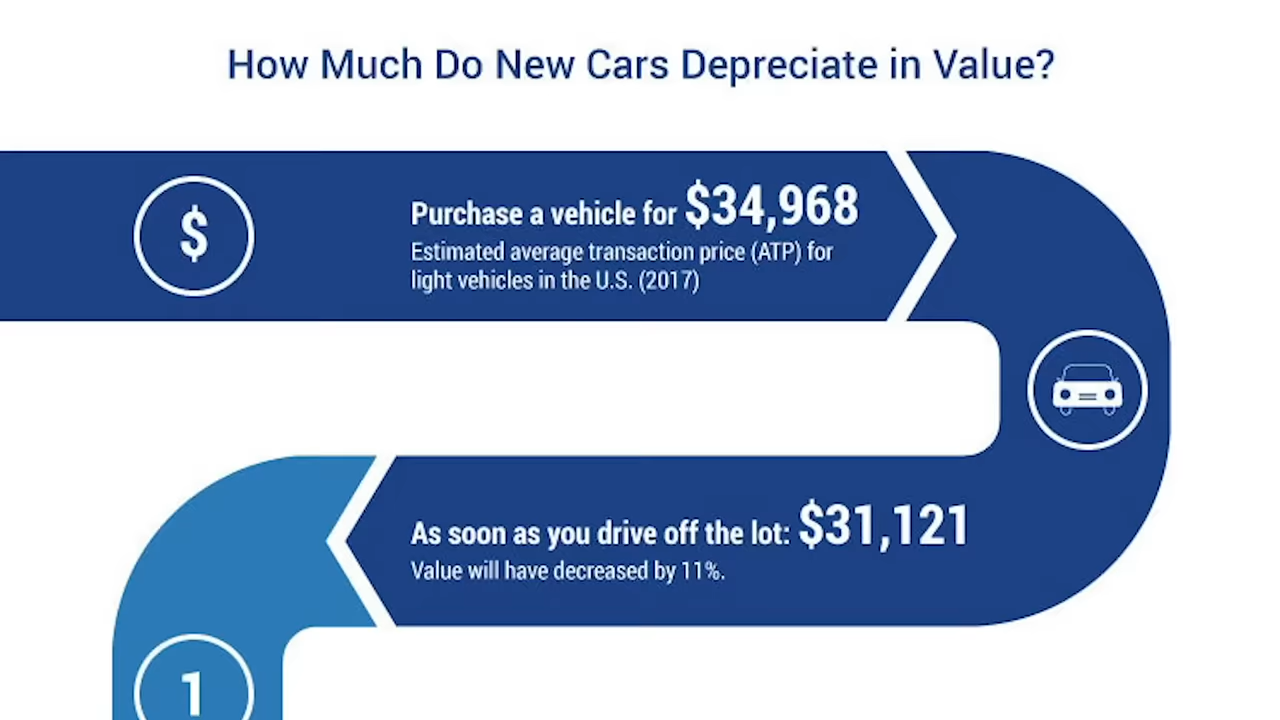 How Much Do New Cars Depreciate in Value?
$
Purchase a vehicle for $34,968
Estimated average transaction price (ATP) for
light vehicles in the U.S. (2017)
As soon as you drive off the lot: $31,121
Value will have decreased by 11%.
1